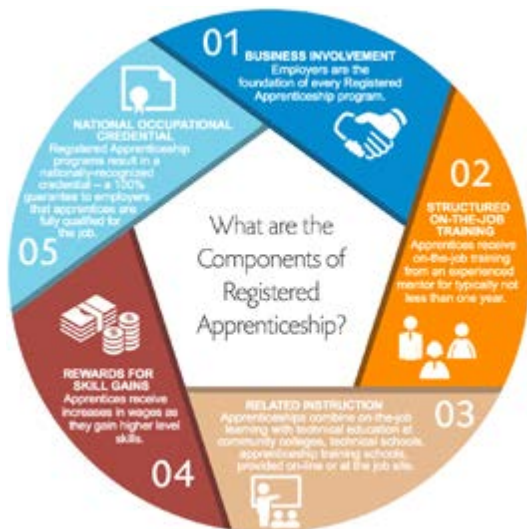 What are the
Components of
Registered
Apprenticeship?
01
BUSINESS INVOLVEMENT
Employers are the
foundation of every Registered
Apprenticeship program.
02
STRUCTURED
ON-THE-JOB
TRAINING
Apprentices receive
on-the-job training
from an experienced
mentor for typically not
less than one year.
03
RELATED INSTRUCTION
Apprenticeships combine on-the-job
learning with technical education at
community colleges, technical schools,
apprenticeship training schools,
provided on-line or at the job site.
04
REWARDS FOR
SKILL GAINS
Apprentices receive
increases in wages as
they gain higher level
skills.
05
NATIONAL OCCUPATIONAL
CREDENTIAL
Registered Apprenticeship
programs result in a
nationally-recognized
credential – a 100%
guarantee to employers
that apprentices are
fully qualified for
the job.